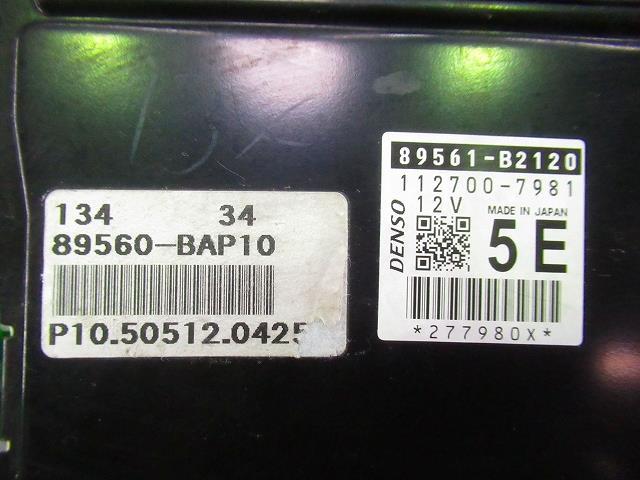 134 34
89560-BAP10
P10.50512.0425
89561-B2120
112700-7981
12V
MADE IN JAPAN
DENSO
5E
*277980X*